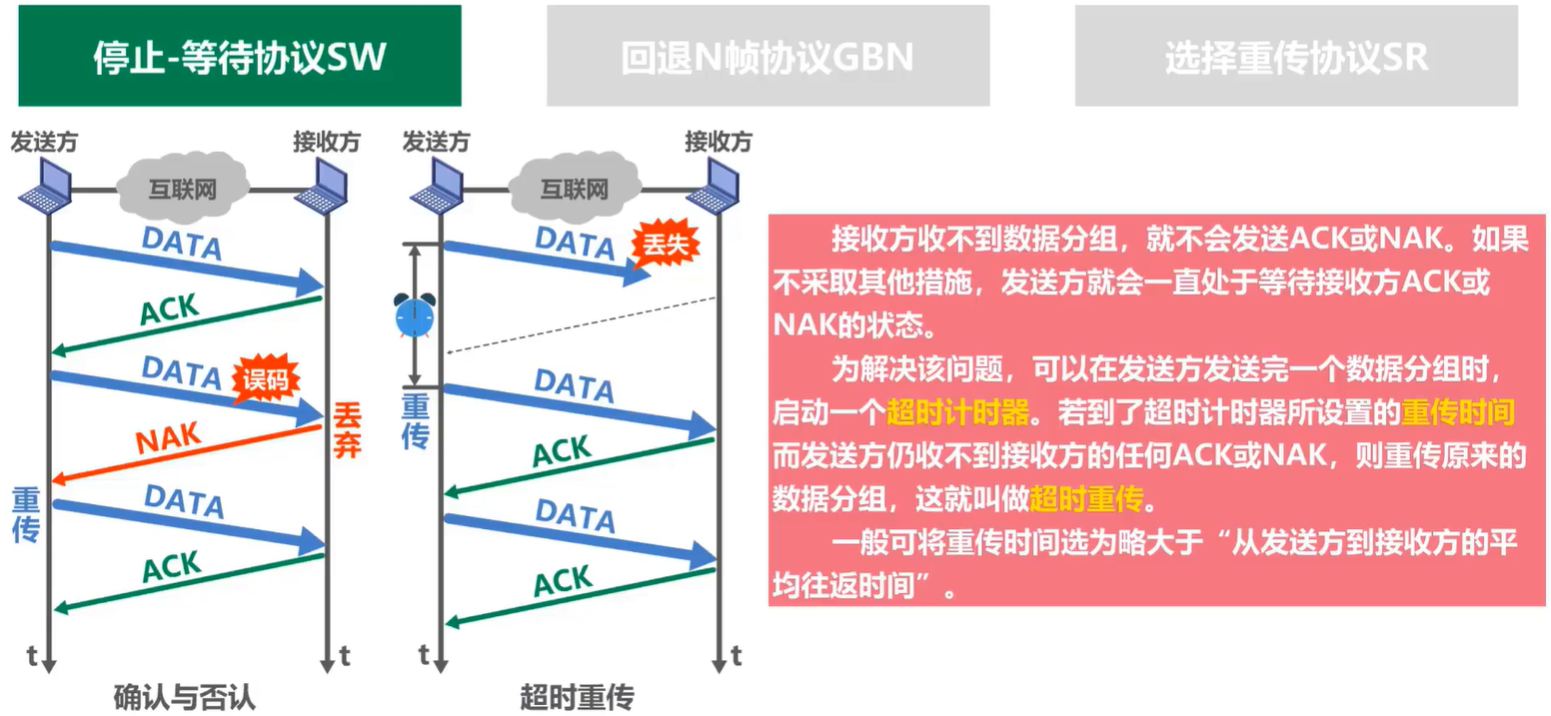 停止-等待协议SW
回退N帧协议GBN
选择重传协议SR
发送方
接收方
互联网
DATA
ACK
DATA
误码
丢弃
NAK
重传
DATA
ACK
t
t
确认与否认
发送方
接收方
互联网
DATA
丢失
重传
DATA
ACK
DATA
ACK
t
t
超时重传
接收方收不到数据分组，就不会发送ACK或NAK。如果
不采取其他措施，发送方就会一直处于等待接收方ACK或
NAK的状态。
为解决该问题，可以在发送方发送完一个数据分组时，
启动一个超时计时器。若到了超时计时器所设置的重传时间
而发送方仍收不到接收方的任何ACK或NAK，则重传原来的
数据分组，这就叫做超时重传。
一般可将重传时间选为略大于“从发送方到接收方的平
均往返时间”。